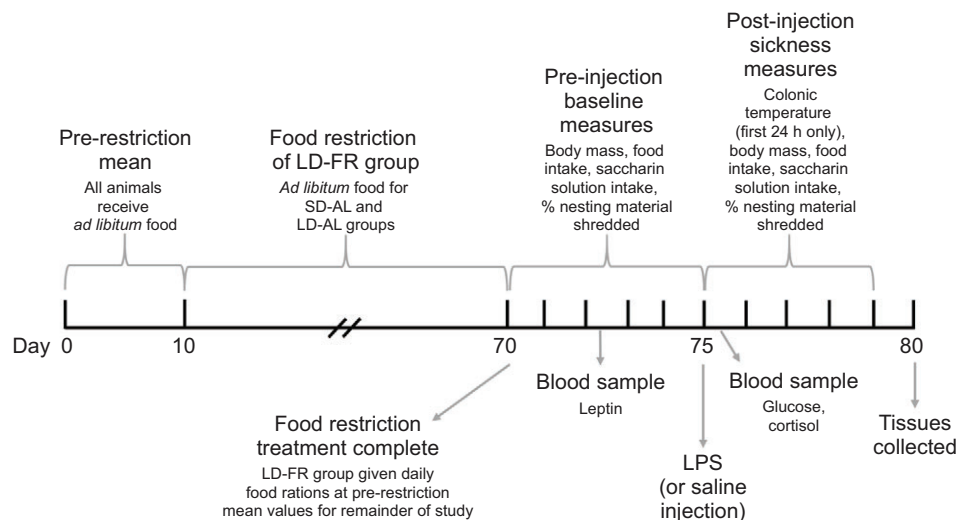 Pre-restriction
mean
All animals
receive
ad libitum food
Food restriction
of LD-FR group
Ad libitum food for
SD-AL and
LD-AL groups
Pre-injection
baseline
measures
Body mass, food
intake, saccharin
solution intake,
% nesting material
shredded
Post-injection
sickness
measures
Colonic
temperature
(first 24 h only),
body mass, food
intake, saccharin
solution intake,
% nesting material
shredded
Day 0 10 70 75 80
Food restriction
treatment complete
LD-FR group given daily
food rations at pre-restriction
mean values for remainder of study
Blood sample
Leptin
LPS
(or saline
injection)
Blood sample
Glucose,
cortisol
Tissues
collected